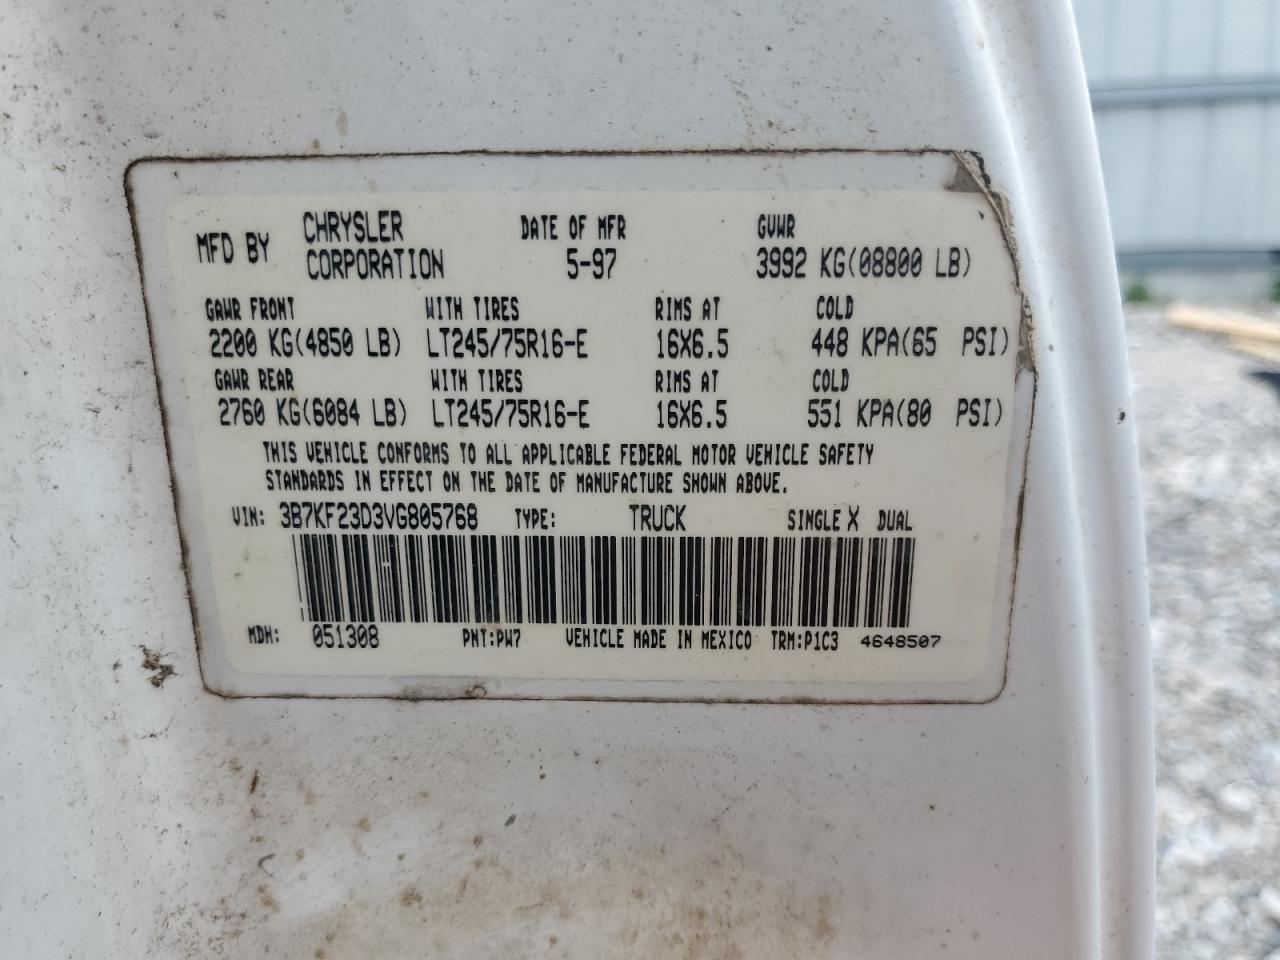 MFD BY CHRYSLER CORPORATION DATE OF MFR 5-97 GVWR 3992 KG(08800 LB)
GAWR FRONT WITH TIRES RIMS AT COLD
2200 KG(4850 LB) LT245/75R16-E 16X6.5 448 KPA(65 PSI)
GAWR REAR WITH TIRES RIMS AT COLD
2760 KG(6084 LB) LT245/75R16-E 16X6.5 551 KPA(80 PSI)
THIS VEHICLE CONFORMS TO ALL APPLICABLE FEDERAL MOTOR VEHICLE SAFETY
STANDARDS IN EFFECT ON THE DATE OF MANUFACTURE SHOWN ABOVE.
VIN: 3B7KF23D3VG805768 TYPE: TRUCK SINGLE X DUAL
MDH: 051308 PNT:PW7 VEHICLE MADE IN MEXICO TRM:P1C3 4648507